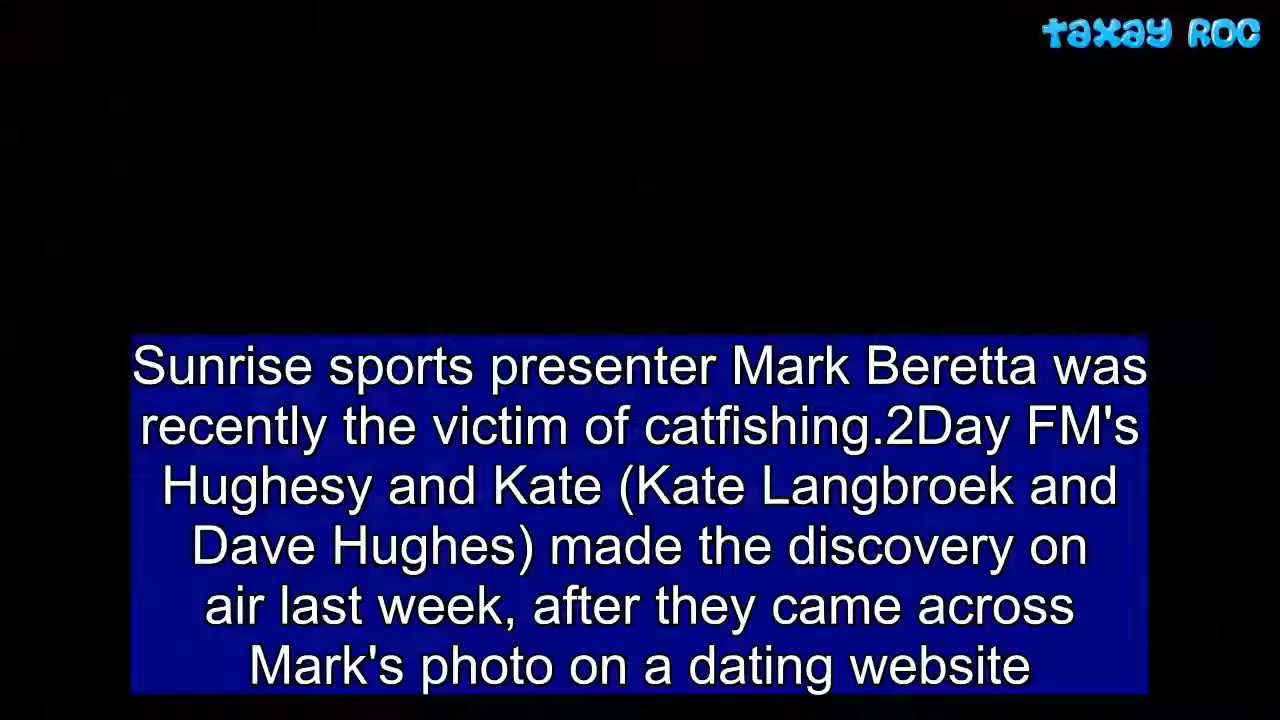 TAXAY ROC
Sunrise sports presenter Mark Beretta was
recently the victim of catfishing.2Day FM's
Hughesy and Kate (Kate Langbroek and
Dave Hughes) made the discovery on
air last week, after they came across
Mark's photo on a dating website